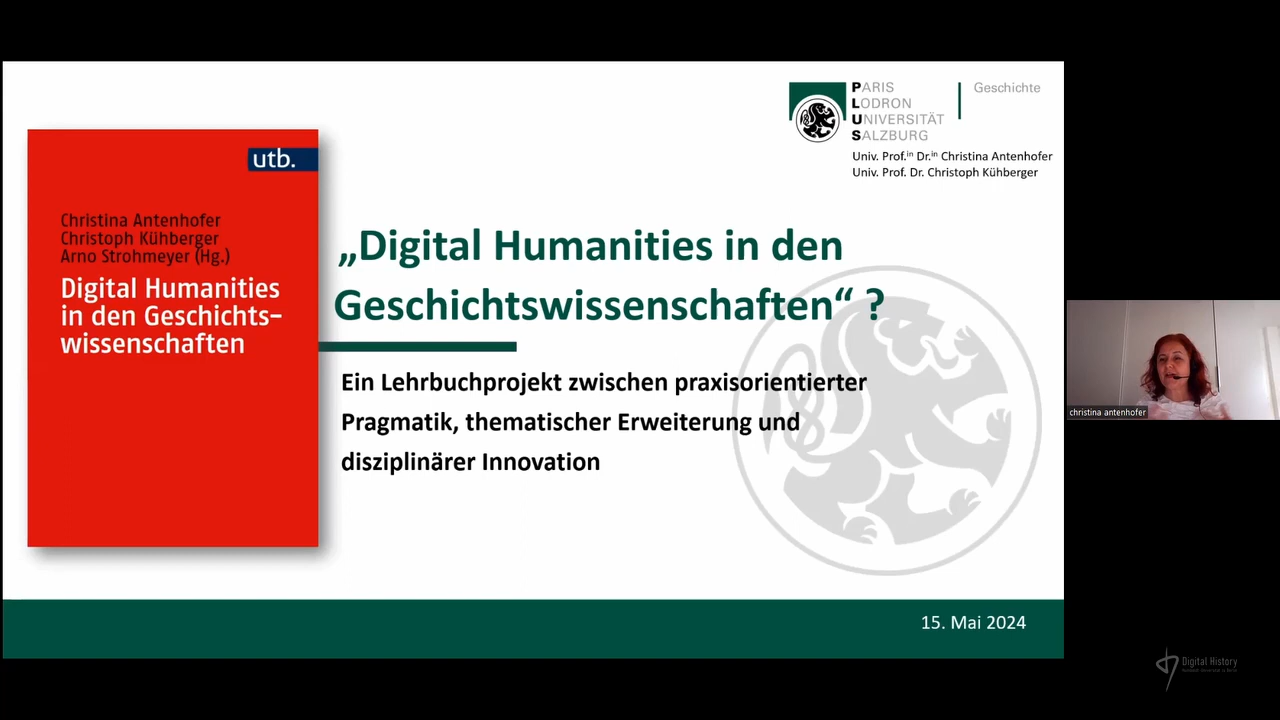 PARIS
LODRON
UNIVERSITÄT
SALZBURG
Geschichte
Univ. Prof.in Dr.in Christina Antenhofer
Univ. Prof. Dr. Christoph Kühberger
utb.
Christina Antenhofer
Christoph Kühberger
Arno Strohmeyer (Hg.)
Digital Humanities
in den Geschichts-
wissenschaften
„Digital Humanities in den
Geschichtswissenschaften“ ?
Ein Lehrbuchprojekt zwischen praxisorientierter
Pragmatik, thematischer Erweiterung und
disziplinärer Innovation
christina antenhofer
15. Mai 2024
Digital History